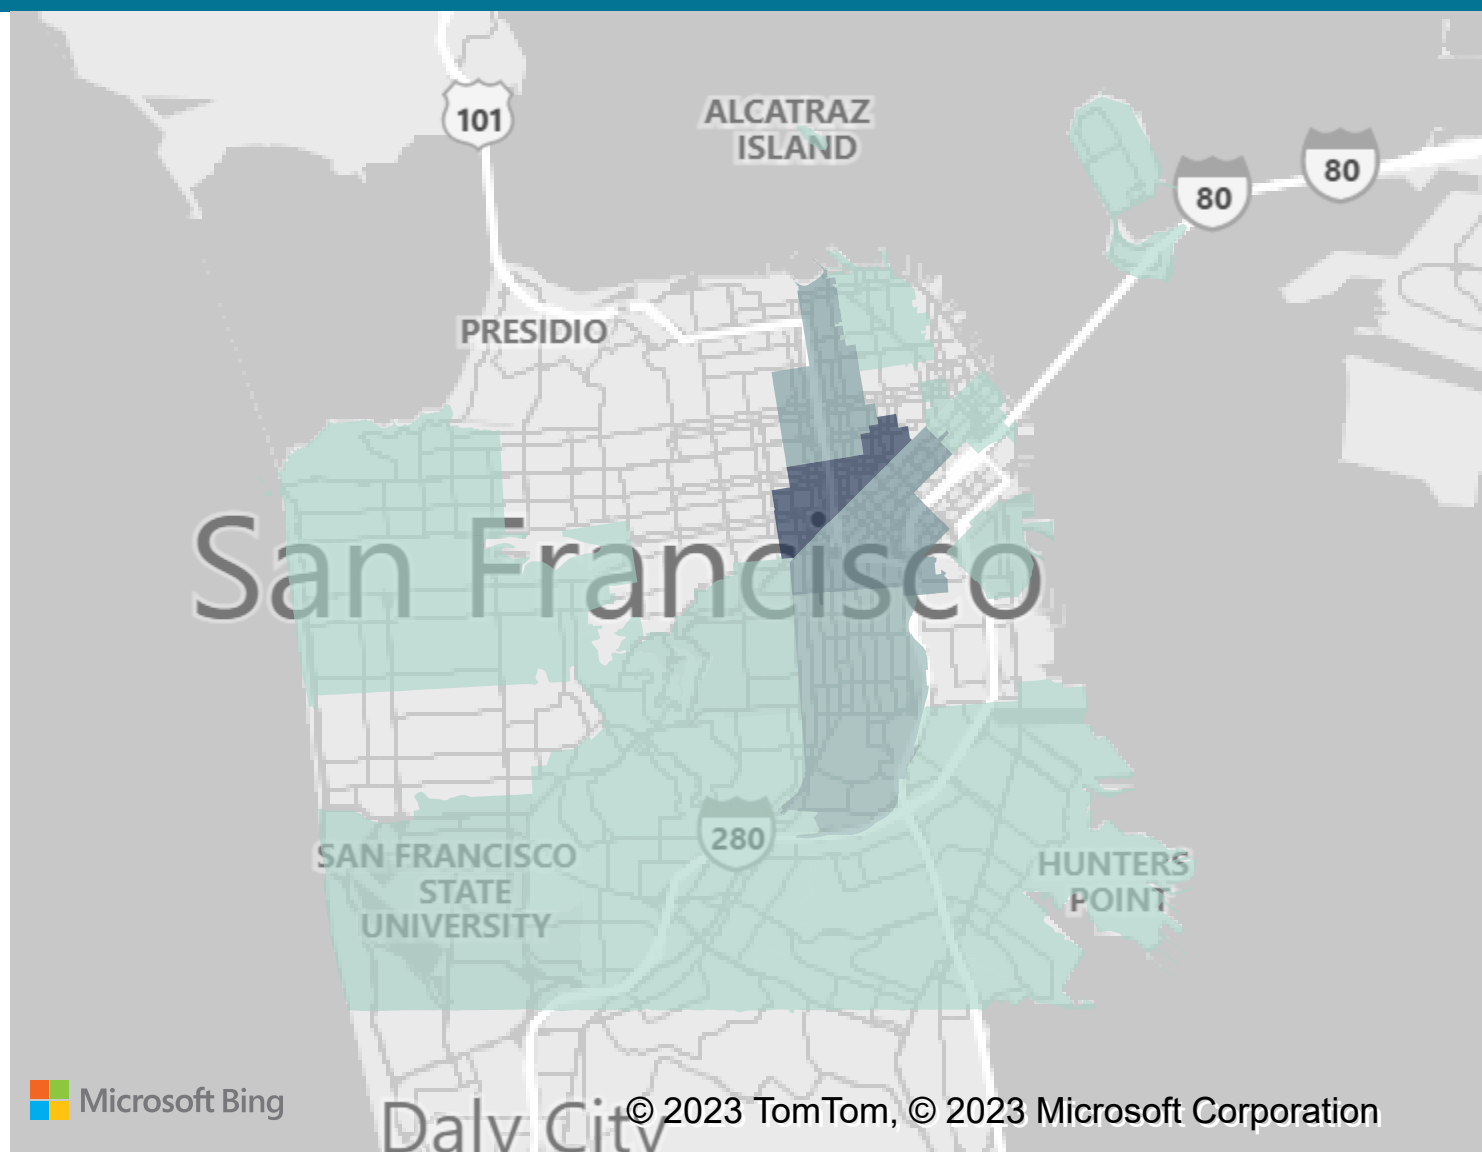 101
ALCATRAZ
ISLAND
80
80
PRESIDIO
San Francisco
280
SAN FRANCISCO
STATE
UNIVERSITY
HUNTERS
POINT
Microsoft Bing
Daly City
© 2023 TomTom, © 2023 Microsoft Corporation